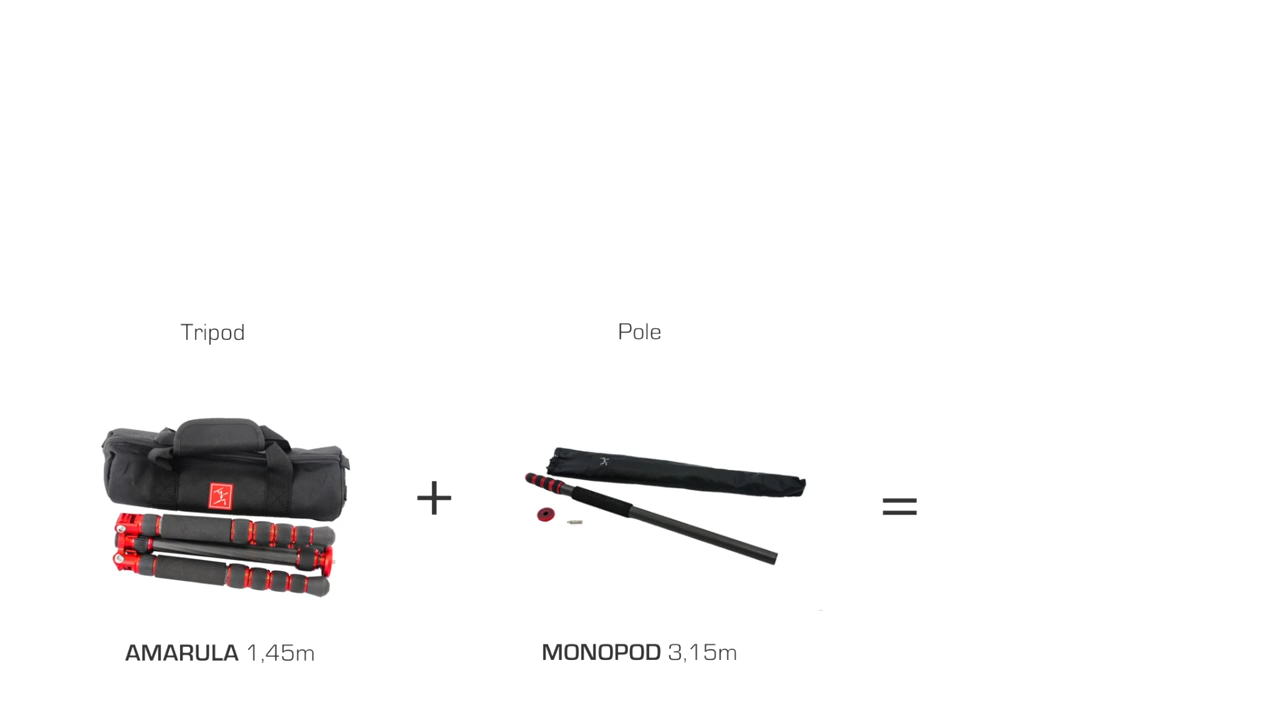 Tripod
Pole
+
=
AMARULA 1,45m
MONOPOD 3,15m